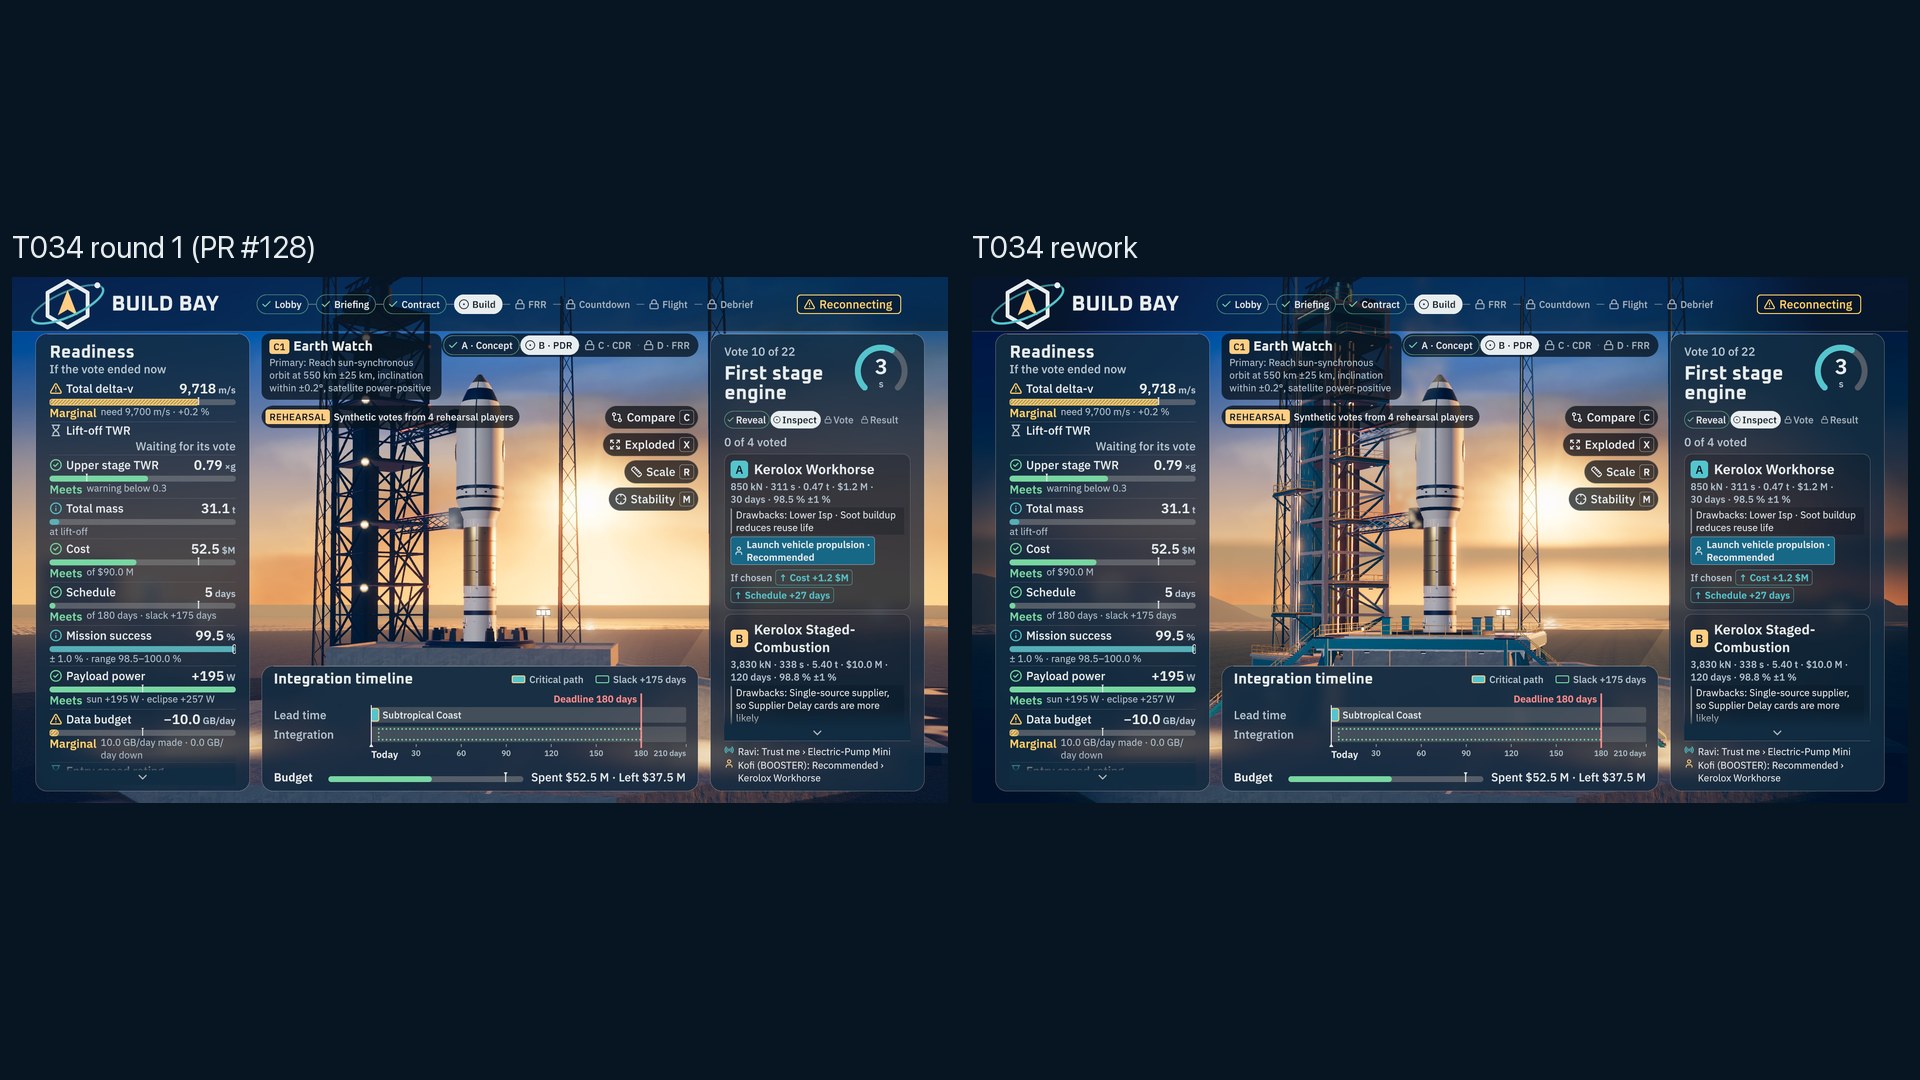 T034 round 1 (PR #128)
BUILD BAY
Lobby
Briefing
Contract
Build
FRR
Countdown
Flight
Debrief
Reconnecting
Readiness
If the vote ended now
Total delta-v 9,718 m/s
Marginal need 9,700 m/s · +0.2 %
Lift-off TWR
Waiting for its vote
Upper stage TWR 0.79 ×g
Meets warning below 0.3
Total mass 31.1 t
at lift-off
Cost 52.5 $M
Meets of $90.0 M
Schedule 5 days
Meets of 180 days · slack +175 days
Mission success 99.5 %
± 1.0 % · range 98.5–100.0 %
Payload power +195 W
Meets sun +195 W · eclipse +257 W
Data budget −10.0 GB/day
Marginal 10.0 GB/day made · 0.0 GB/
day down
C1 Earth Watch
Primary: Reach sun-synchronous
orbit at 550 km ±25 km, inclination
within ±0.2°, satellite power-positive
A · Concept
B · PDR
C · CDR
D · FRR
REHEARSAL Synthetic votes from 4 rehearsal players
Compare C
Exploded X
Scale R
Stability M
Integration timeline
Critical path
Slack +175 days
Deadline 180 days
Lead time
Subtropical Coast
Integration
Today 30 60 90 120 150 180 210 days
Budget
Spent $52.5 M · Left $37.5 M
Vote 10 of 22
First stage
engine
3
s
Reveal
Inspect
Vote
Result
0 of 4 voted
A Kerolox Workhorse
850 kN · 311 s · 0.47 t · $1.2 M ·
30 days · 98.5 % ±1 %
Drawbacks: Lower Isp · Soot buildup
reduces reuse life
Launch vehicle propulsion ·
Recommended
If chosen ↑ Cost +1.2 $M
↑ Schedule +27 days
B Kerolox Staged-
Combustion
3,830 kN · 338 s · 5.40 t · $10.0 M ·
120 days · 98.8 % ±1 %
Drawbacks: Single-source supplier,
so Supplier Delay cards are more
likely
Ravi: Trust me › Electric-Pump Mini
Kofi (BOOSTER): Recommended ›
Kerolox Workhorse
T034 rework
BUILD BAY
Lobby
Briefing
Contract
Build
FRR
Countdown
Flight
Debrief
Reconnecting
Readiness
If the vote ended now
Total delta-v 9,718 m/s
Marginal need 9,700 m/s · +0.2 %
Lift-off TWR
Waiting for its vote
Upper stage TWR 0.79 ×g
Meets warning below 0.3
Total mass 31.1 t
at lift-off
Cost 52.5 $M
Meets of $90.0 M
Schedule 5 days
Meets of 180 days · slack +175 days
Mission success 99.5 %
± 1.0 % · range 98.5–100.0 %
Payload power +195 W
Meets sun +195 W · eclipse +257 W
Data budget −10.0 GB/day
Marginal 10.0 GB/day made · 0.0 GB/
day down
C1 Earth Watch
Primary: Reach sun-synchronous
orbit at 550 km ±25 km, inclination
within ±0.2°, satellite power-positive
A · Concept
B · PDR
C · CDR
D · FRR
REHEARSAL Synthetic votes from 4 rehearsal players
Compare C
Exploded X
Scale R
Stability M
Integration timeline
Critical path
Slack +175 days
Deadline 180 days
Lead time
Subtropical Coast
Integration
Today 30 60 90 120 150 180 210 days
Budget
Spent $52.5 M · Left $37.5 M
Vote 10 of 22
First stage
engine
3
s
Reveal
Inspect
Vote
Result
0 of 4 voted
A Kerolox Workhorse
850 kN · 311 s · 0.47 t · $1.2 M ·
30 days · 98.5 % ±1 %
Drawbacks: Lower Isp · Soot buildup
reduces reuse life
Launch vehicle propulsion ·
Recommended
If chosen ↑ Cost +1.2 $M
↑ Schedule +27 days
B Kerolox Staged-
Combustion
3,830 kN · 338 s · 5.40 t · $10.0 M ·
120 days · 98.8 % ±1 %
Drawbacks: Single-source supplier,
so Supplier Delay cards are more
likely
Ravi: Trust me › Electric-Pump Mini
Kofi (BOOSTER): Recommended ›
Kerolox Workhorse